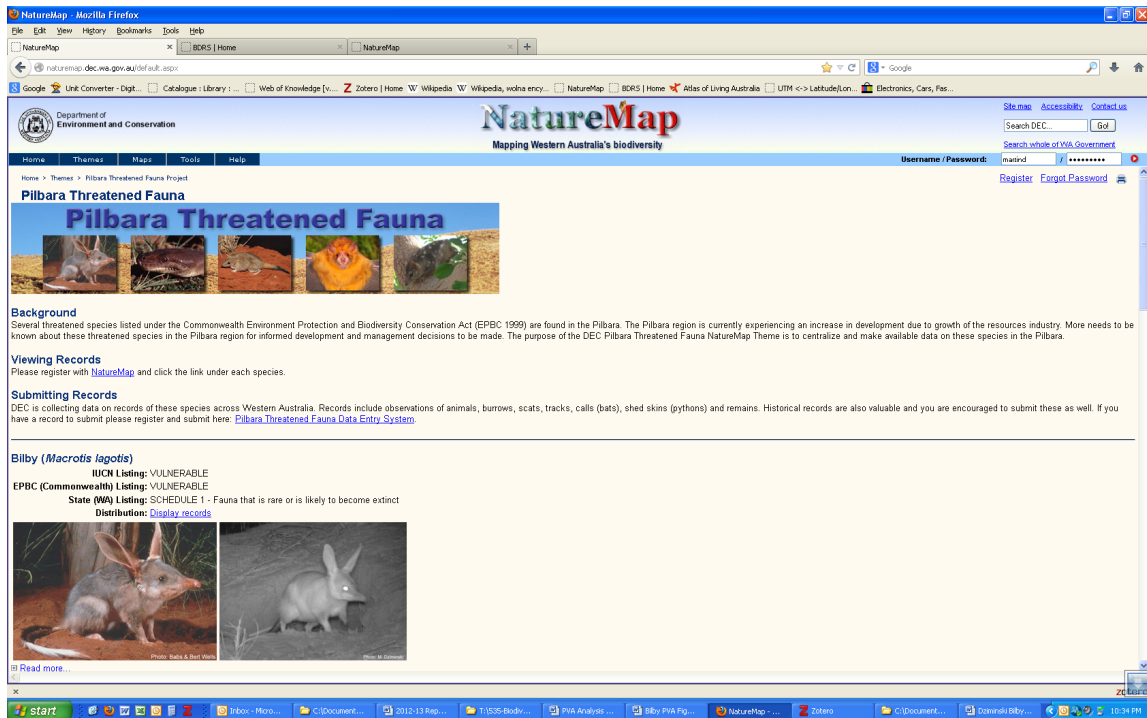 NatureMap - Mozilla Firefox
File Edit View History Bookmarks Tools Help
NatureMap × BDRS | Home × NatureMap × +
naturemap.dec.wa.gov.au/default.aspx Google
Google Unit Converter - Digit... Catalogue : Library : ... Web of Knowledge [v.... Zotero | Home Wikipedia Wikipedia, wolna ency... NatureMap BDRS | Home Atlas of Living Australia UTM <-> Latitude/Lon... Electronics, Cars, Fas...
Department of
Environment and Conservation
NatureMap
Mapping Western Australia's biodiversity
Site map Accessibility Contact us
Search DEC... Go!
Search whole of WA Government
Home Themes Maps Tools Help Username / Password: martind / •••••••••
Home > Themes > Pilbara Threatened Fauna Project Register Forgot Password
Pilbara Threatened Fauna
Pilbara Threatened Fauna
Background
Several threatened species listed under the Commonwealth Environment Protection and Biodiversity Conservation Act (EPBC 1999) are found in the Pilbara. The Pilbara region is currently experiencing an increase in development due to growth of the resources industry. More needs to be
known about these threatened species in the Pilbara region for informed development and management decisions to be made. The purpose of the DEC Pilbara Threatened Fauna NatureMap Theme is to centralize and make available data on these species in the Pilbara.
Viewing Records
Please register with NatureMap and click the link under each species.
Submitting Records
DEC is collecting data on records of these species across Western Australia. Records include observations of animals, burrows, scats, tracks, calls (bats), shed skins (pythons) and remains. Historical records are also valuable and you are encouraged to submit these as well. If you
have a record to submit please register and submit here: Pilbara Threatened Fauna Data Entry System.
Bilby (Macrotis lagotis)
IUCN Listing: VULNERABLE
EPBC (Commonwealth) Listing: VULNERABLE
State (WA) Listing: SCHEDULE 1 - Fauna that is rare or is likely to become extinct
Distribution: Display records
Photo: Babs & Bert Wells Photo: M. Dziminski
Read more...
× zotero
start Inbox - Micro... C:\Document... 2012-13 Rep... T:\535-Biodiv... PVA Analysis ... Bilby PVA Fig... NatureMap - ... Zotero C:\Document... Dziminski Bilby... 10:34 PM